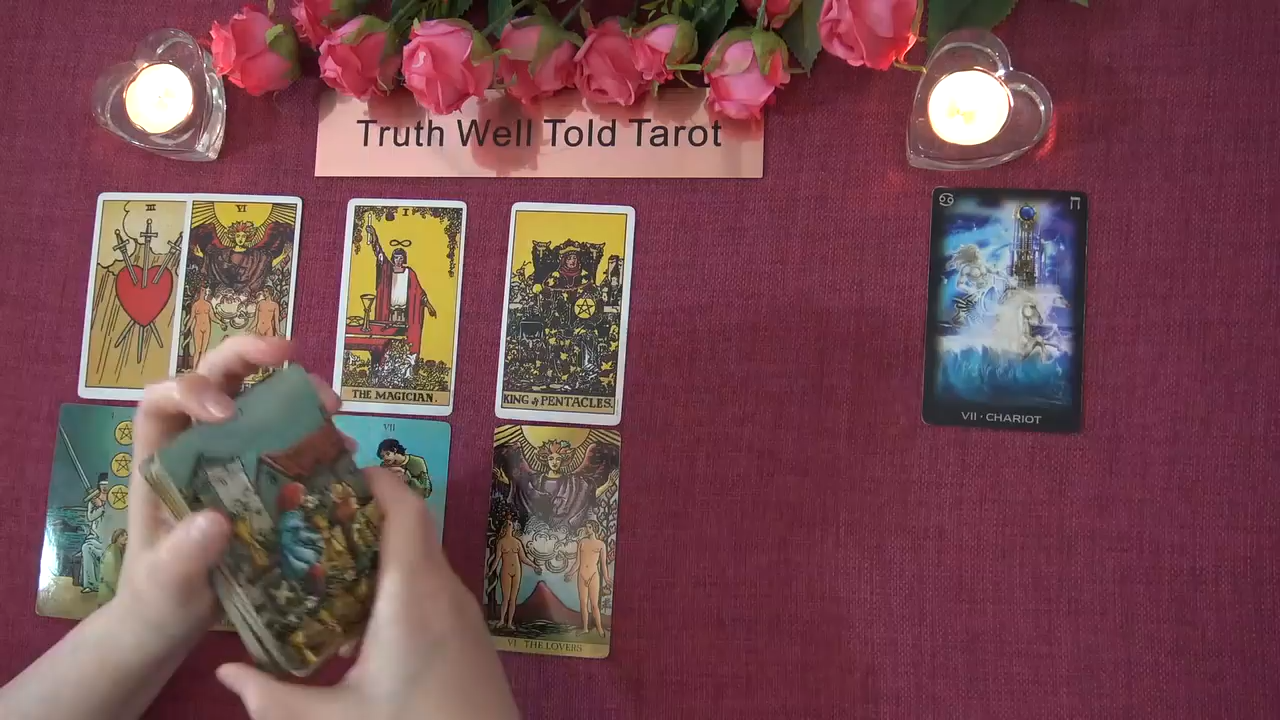 Truth Well Told Tarot
III
VI
I
THE MAGICIAN.
KING of PENTACLES.
VII · CHARIOT
I
VII
VI THE LOVERS